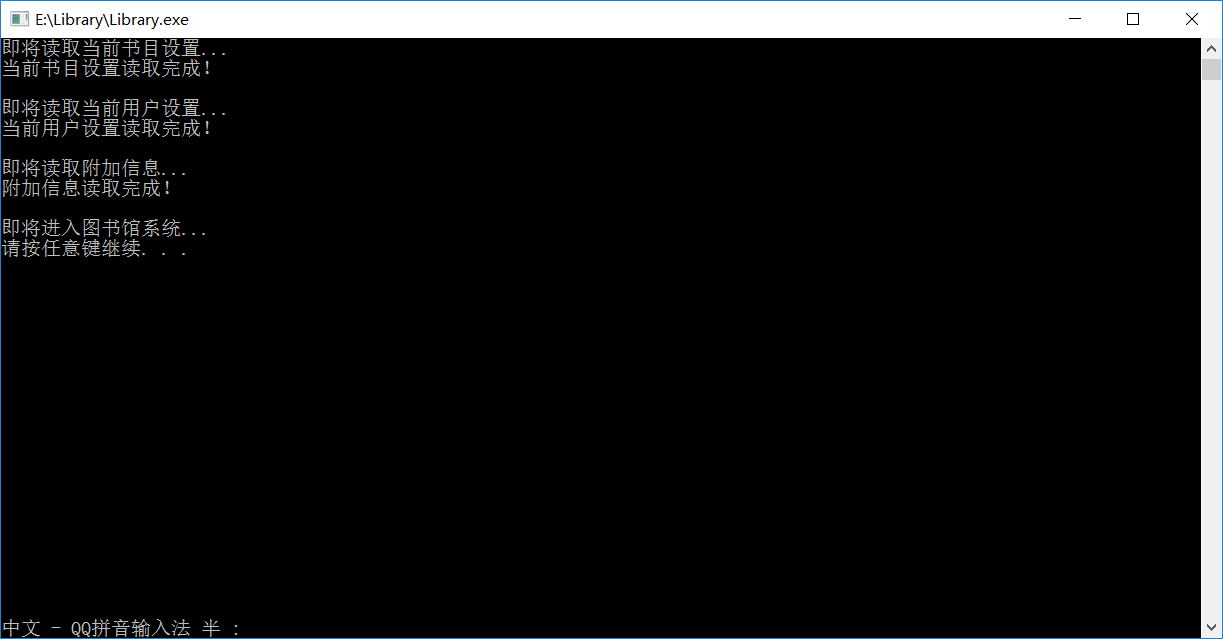 E:\Library\Library.exe
即将读取当前书目设置...
当前书目设置读取完成！
即将读取当前用户设置...
当前用户设置读取完成！
即将读取附加信息...
附加信息读取完成！
即将进入图书馆系统...
请按任意键继续. . .
中文 - QQ拼音输入法 半 :